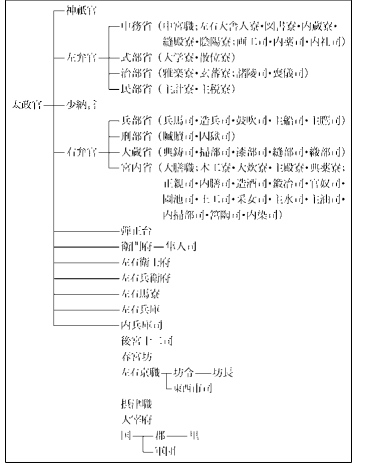 神祇官
中務省（中宮職；左右大舎人寮・図書寮・内蔵寮・
縫殿寮・陰陽寮；画工司・内薬司・内礼司）
左弁官
式部省（大学寮・散位寮）
治部省（雅楽寮・玄蕃寮；諸陵司・喪儀司）
民部省（主計寮・主税寮）
太政官
少納言
兵部省（兵馬司・造兵司・鼓吹司・主船司・主鷹司）
刑部省（贓贖司・囚獄司）
右弁官
大蔵省（典鋳司・掃部司・漆部司・縫部司・織部司）
宮内省（大膳職；木工寮・大炊寮・主殿寮・典薬寮；
正親司・内膳司・造酒司・鍛冶司・官奴司・
園池司・土工司・采女司・主水司・主油司・
内掃部司・筥陶司・内染司）
弾正台
衛門府 隼人司
左右衛士府
左右兵衛府
左右馬寮
左右兵庫
内兵庫司
後宮十二司
春宮坊
左右京職 坊令 坊長
東西市司
摂津職
大宰府
国 郡 里
軍団